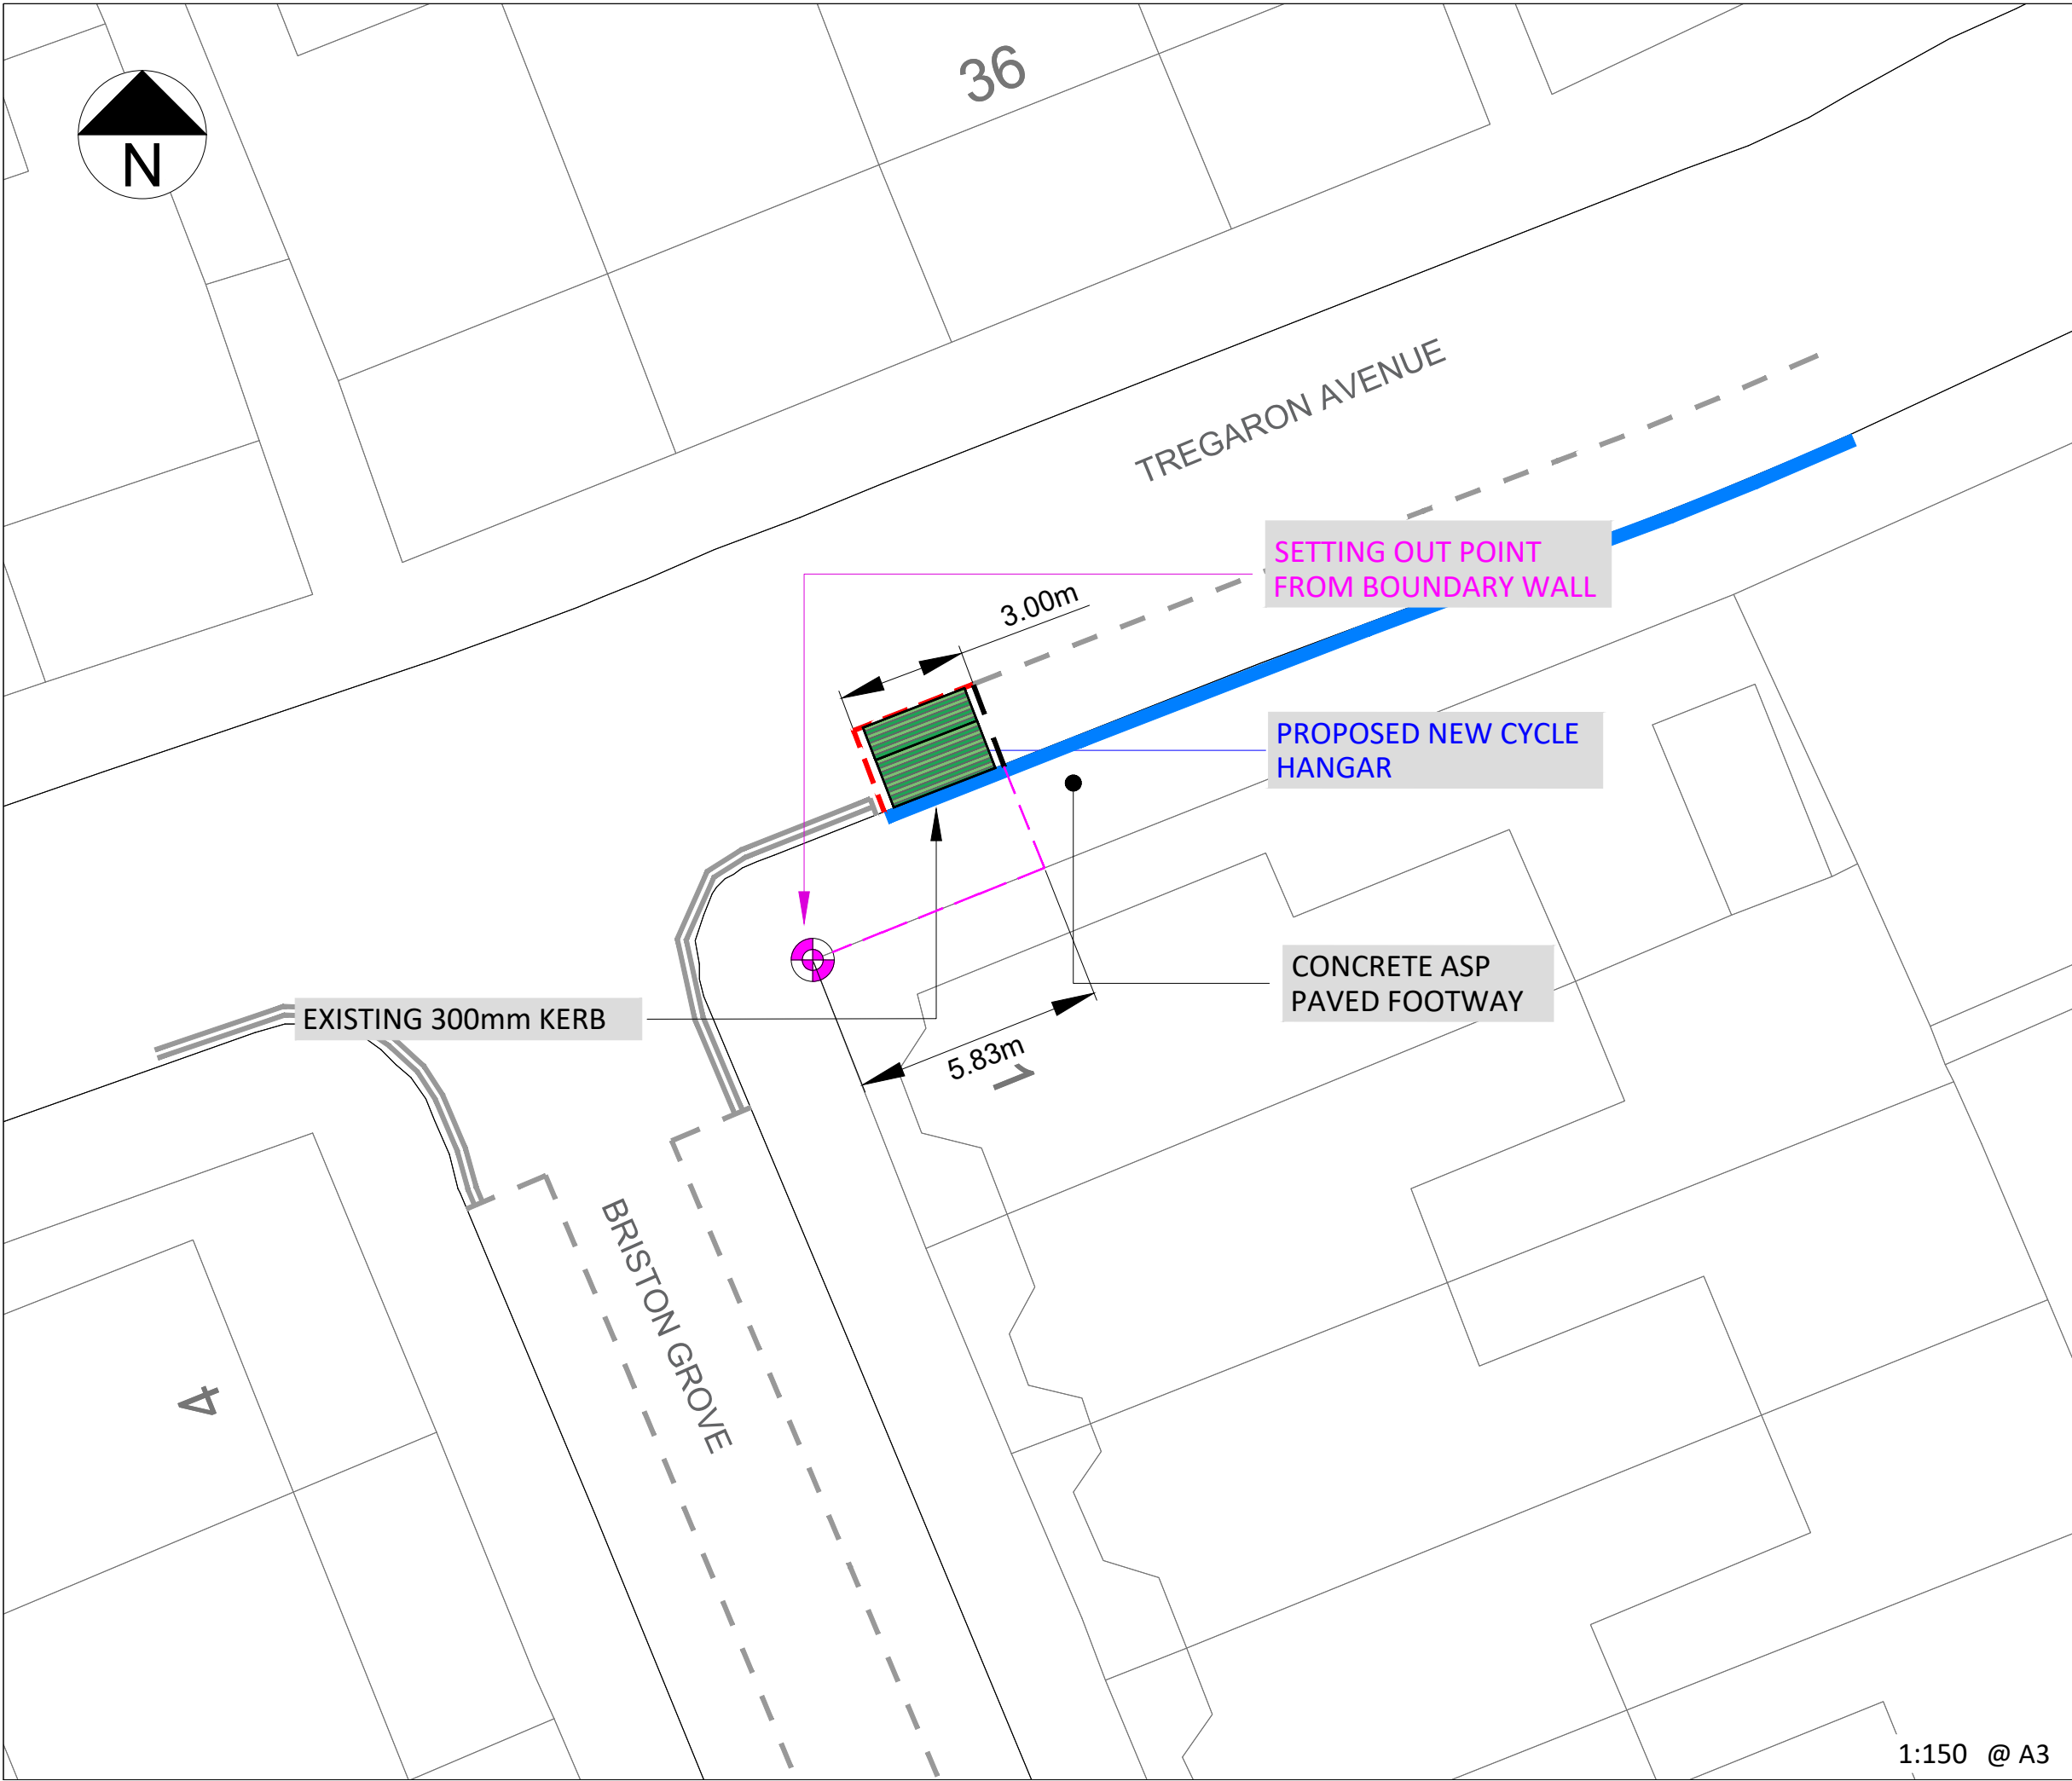 36
N
TREGARON AVENUE
SETTING OUT POINT
FROM BOUNDARY WALL
3.00m
PROPOSED NEW CYCLE
HANGAR
CONCRETE ASP
PAVED FOOTWAY
EXISTING 300mm KERB
5.83m
1
BRISTON GROVE
4
1:150 @ A3